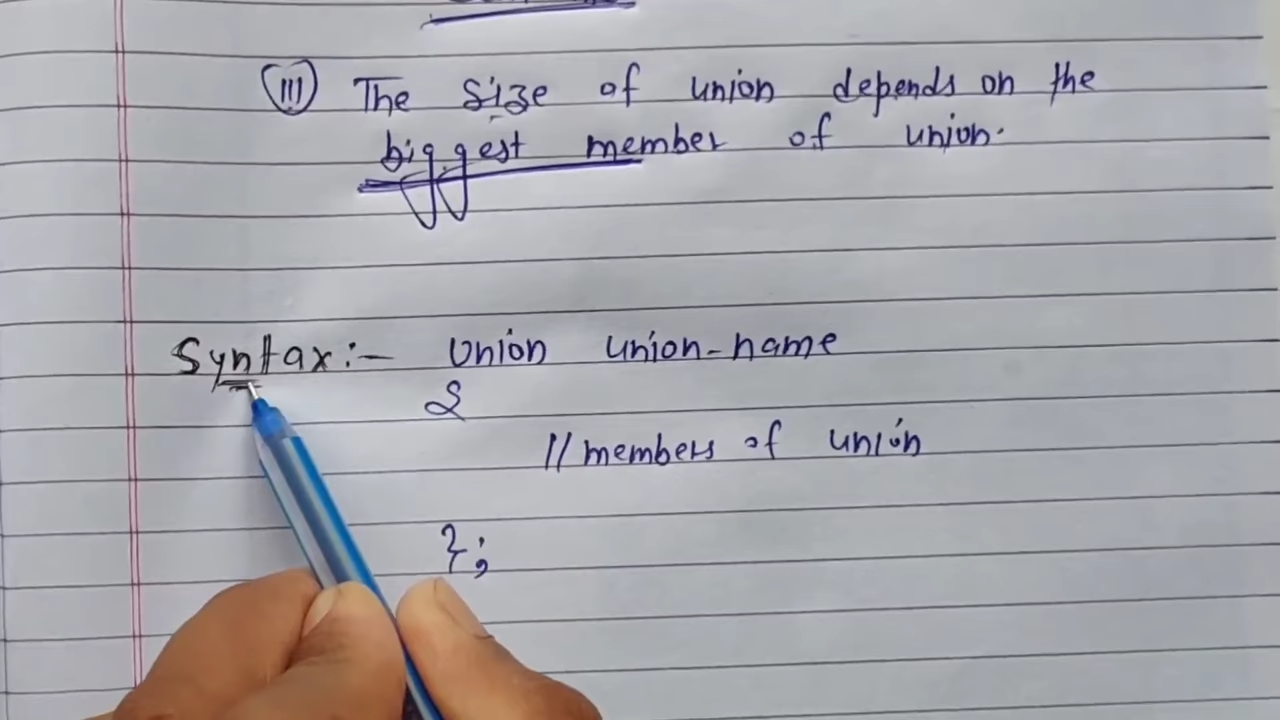 (III) The size of union depends on the
biggest member of union.
Syntax:- Union union-name
{
// members of union
};